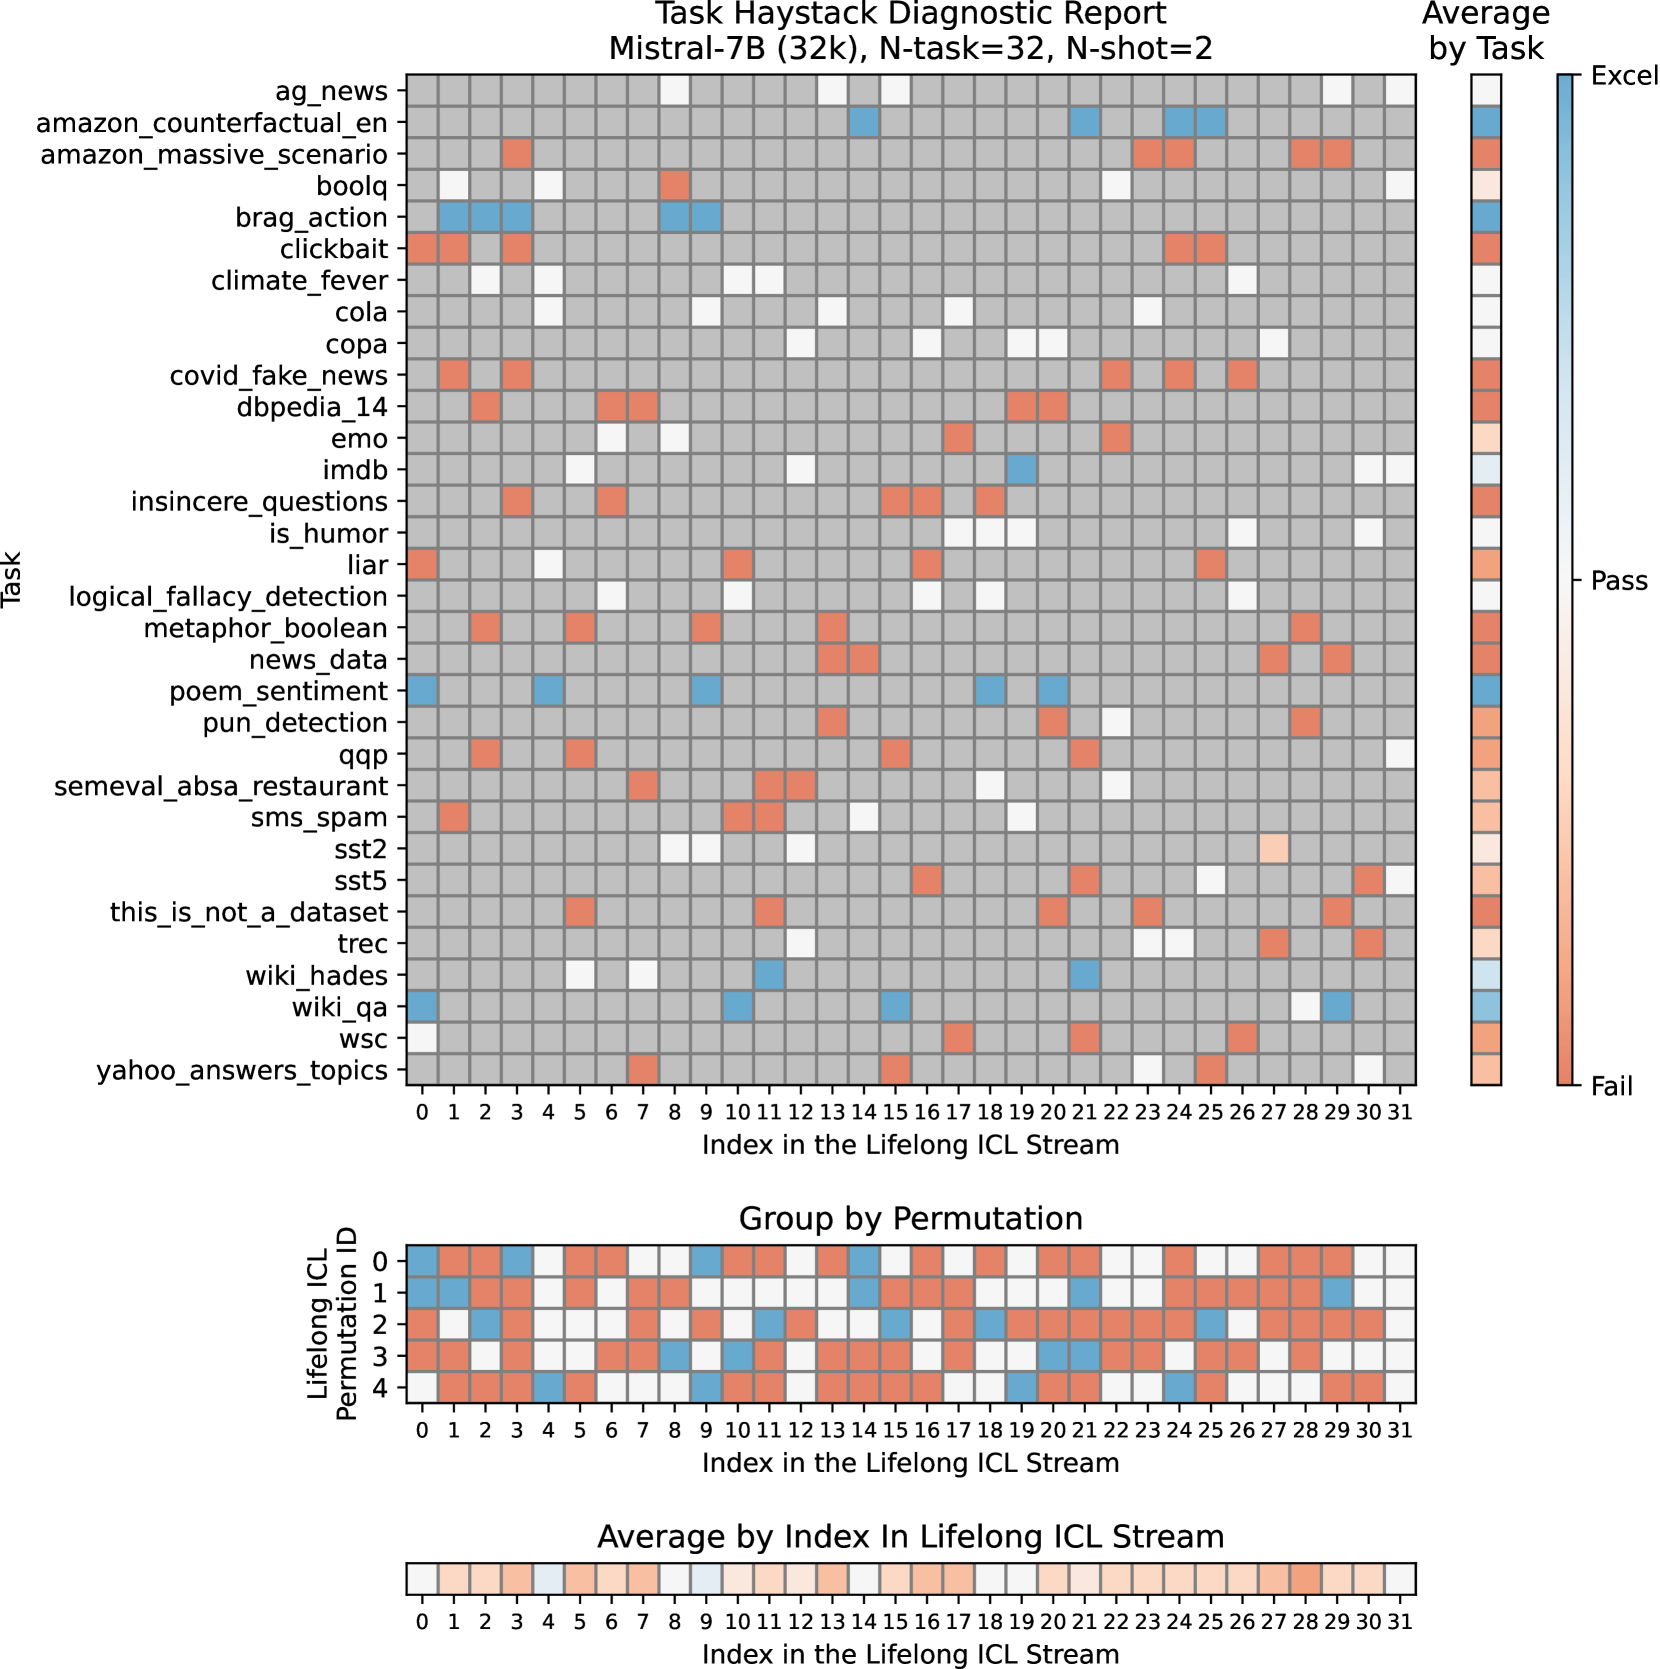 Task Haystack Diagnostic Report
Mistral-7B (32k), N-task=32, N-shot=2
Average
by Task
Excel
Pass
Fail
Task
ag_news
amazon_counterfactual_en
amazon_massive_scenario
boolq
brag_action
clickbait
climate_fever
cola
copa
covid_fake_news
dbpedia_14
emo
imdb
insincere_questions
is_humor
liar
logical_fallacy_detection
metaphor_boolean
news_data
poem_sentiment
pun_detection
qqp
semeval_absa_restaurant
sms_spam
sst2
sst5
this_is_not_a_dataset
trec
wiki_hades
wiki_qa
wsc
yahoo_answers_topics
0 1 2 3 4 5 6 7 8 9 10 11 12 13 14 15 16 17 18 19 20 21 22 23 24 25 26 27 28 29 30 31
Index in the Lifelong ICL Stream
Group by Permutation
Lifelong ICL
Permutation ID
0
1
2
3
4
0 1 2 3 4 5 6 7 8 9 10 11 12 13 14 15 16 17 18 19 20 21 22 23 24 25 26 27 28 29 30 31
Index in the Lifelong ICL Stream
Average by Index In Lifelong ICL Stream
0 1 2 3 4 5 6 7 8 9 10 11 12 13 14 15 16 17 18 19 20 21 22 23 24 25 26 27 28 29 30 31
Index in the Lifelong ICL Stream